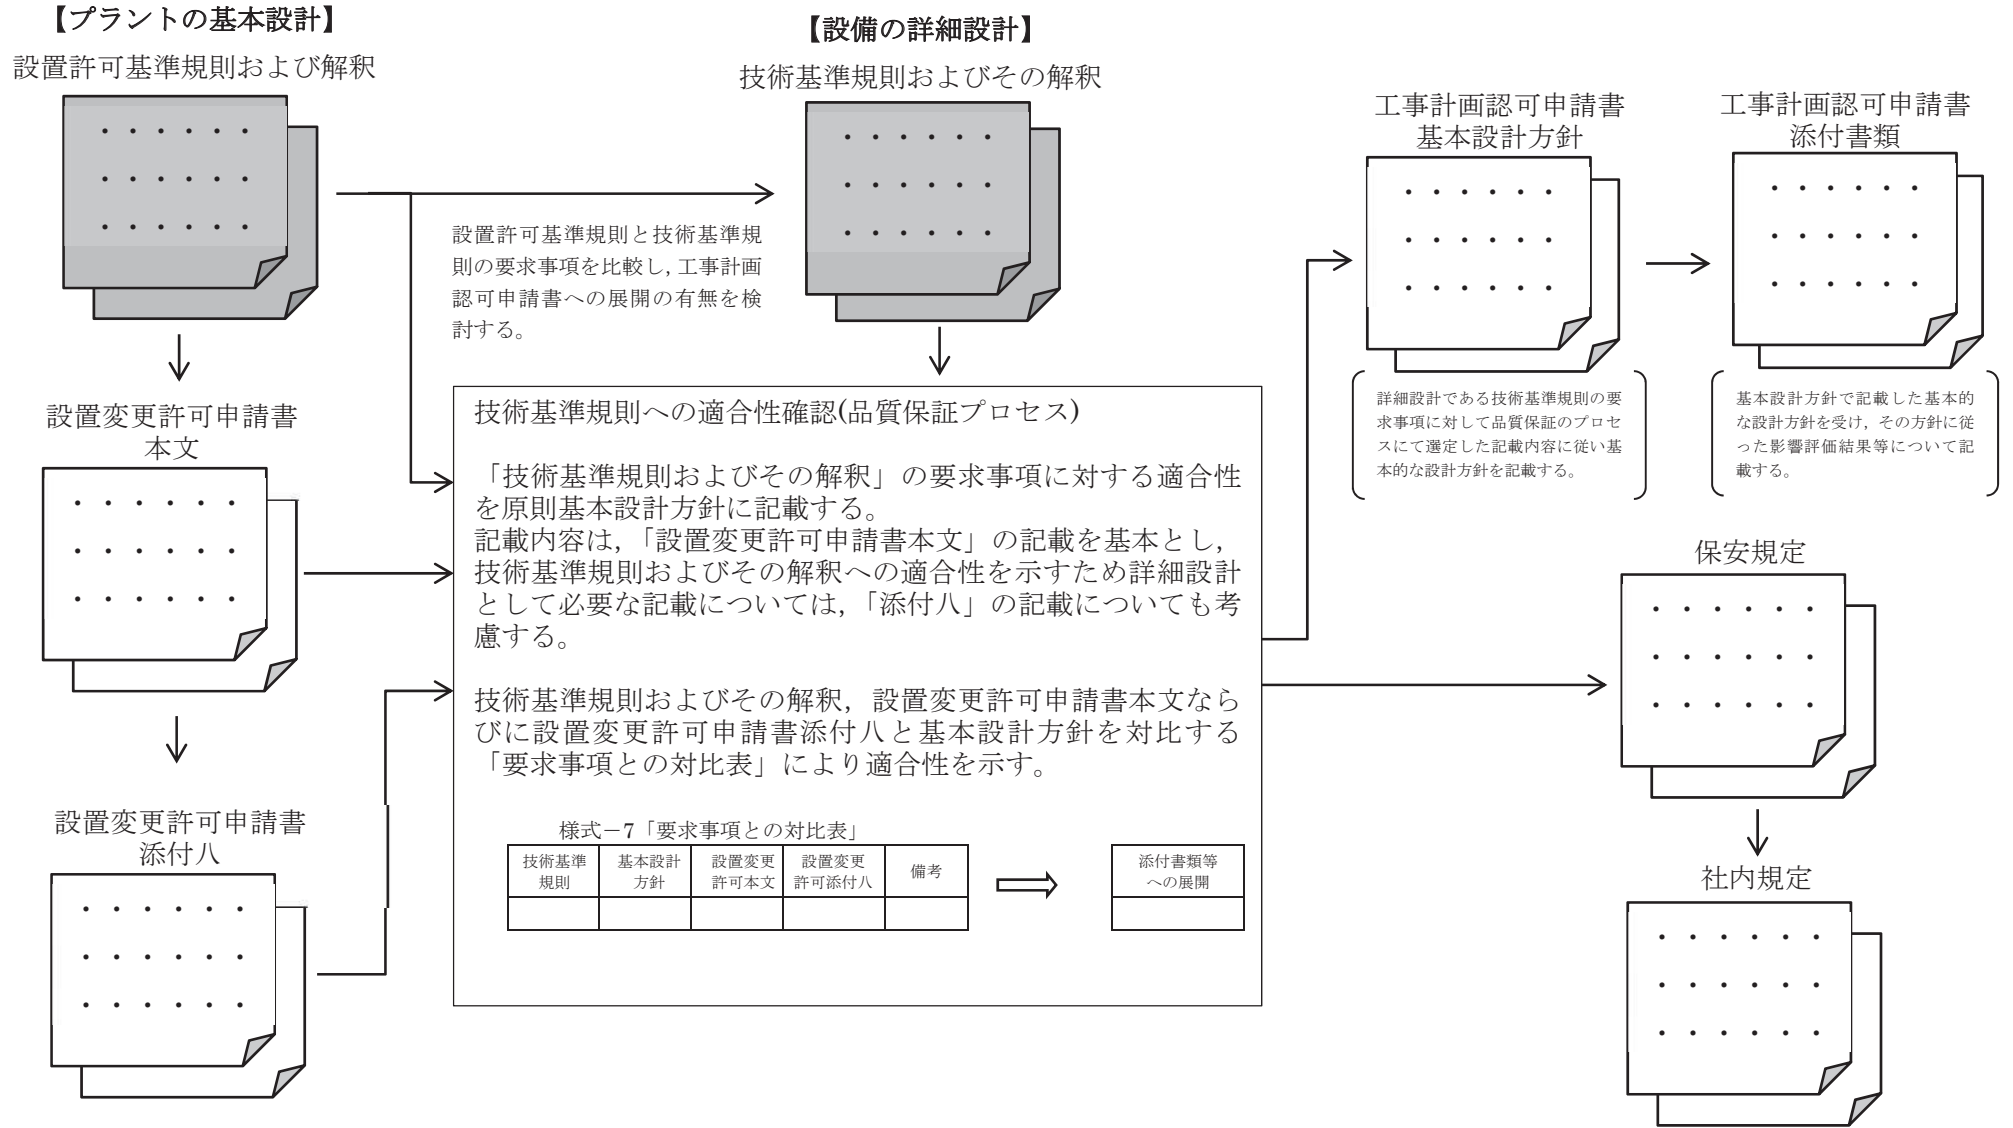 【プラントの基本設計】
設置許可基準規則および解釈
【設備の詳細設計】
技術基準規則およびその解釈
設置許可基準規則と技術基準規
則の要求事項を比較し,工事計画
認可申請書への展開の有無を検
討する。
設置変更許可申請書
本文
設置変更許可申請書
添付八
技術基準規則への適合性確認(品質保証プロセス)
「技術基準規則およびその解釈」の要求事項に対する適合性
を原則基本設計方針に記載する。
記載内容は,「設置変更許可申請書本文」の記載を基本とし,
技術基準規則およびその解釈への適合性を示すため詳細設計
として必要な記載については,「添付八」の記載についても考
慮する。
技術基準規則およびその解釈,設置変更許可申請書本文なら
びに設置変更許可申請書添付八と基本設計方針を対比する
「要求事項との対比表」により適合性を示す。
様式－7「要求事項との対比表」
技術基準
規則
基本設計
方針
設置変更
許可本文
設置変更
許可添付八
備考
添付書類等
への展開
工事計画認可申請書
基本設計方針
詳細設計である技術基準規則の要
求事項に対して品質保証のプロセ
スにて選定した記載内容に従い基
本的な設計方針を記載する。
工事計画認可申請書
添付書類
基本設計方針で記載した基本的
な設計方針を受け,その方針に従
った影響評価結果等について記
載する。
保安規定
社内規定